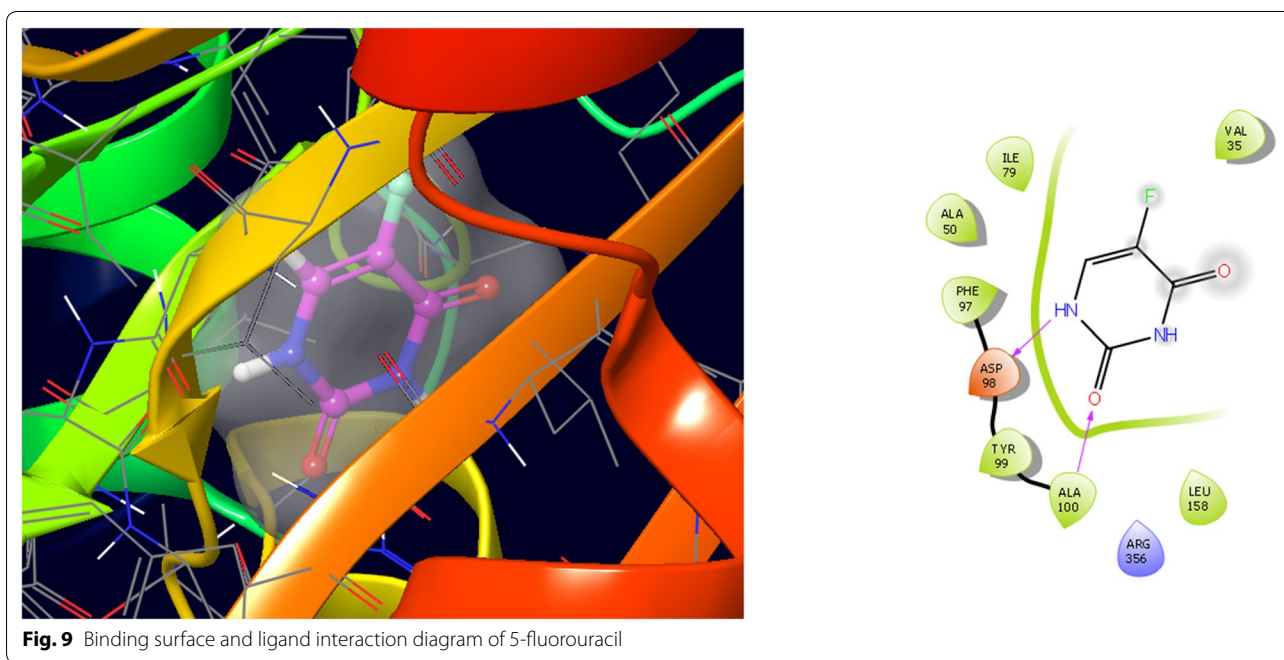 VAL
35
ILE
79
F
ALA
50
O
PHE
97
HN
NH
ASP
98
O
TYR
99
ALA
100
LEU
158
ARG
356
Fig. 9 Binding surface and ligand interaction diagram of 5-fluorouracil